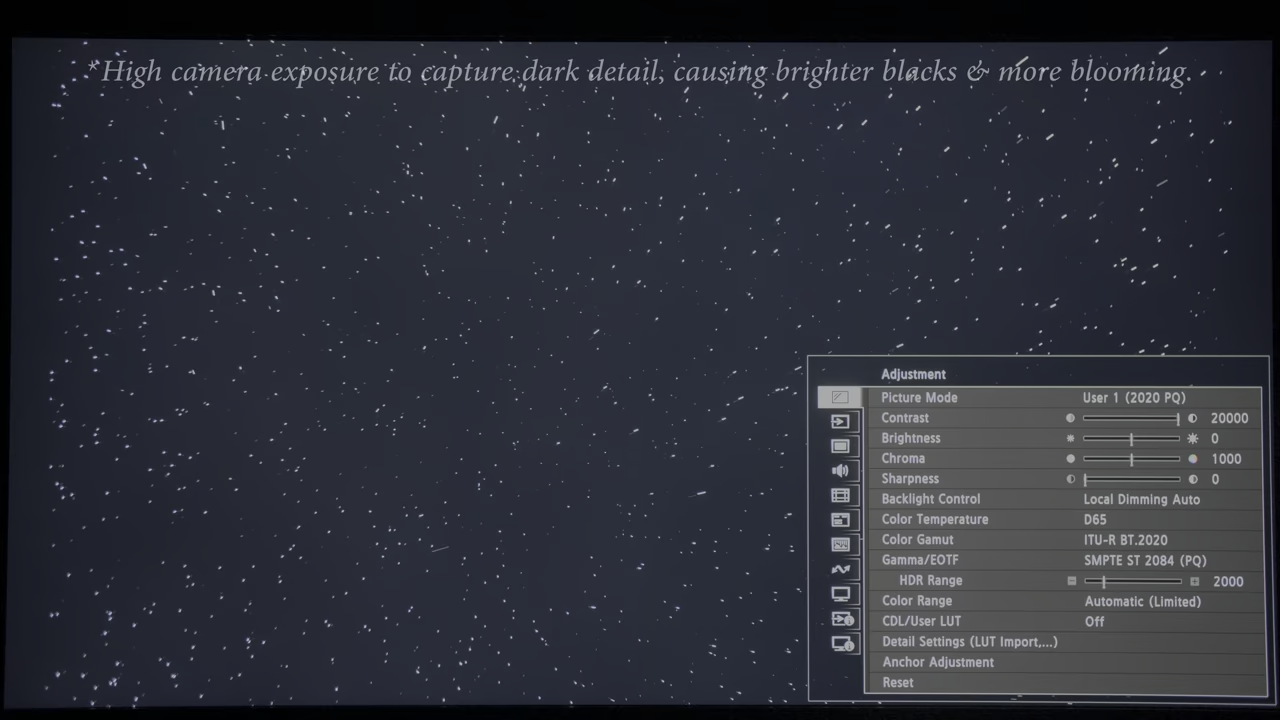 *High camera exposure to capture dark detail, causing brighter blacks & more blooming.
Adjustment
Picture Mode User 1 (2020 PQ)
Contrast 20000
Brightness 0
Chroma 1000
Sharpness 0
Backlight Control Local Dimming Auto
Color Temperature D65
Color Gamut ITU-R BT.2020
Gamma/EOTF SMPTE ST 2084 (PQ)
HDR Range 2000
Color Range Automatic (Limited)
CDL/User LUT Off
Detail Settings (LUT Import,...)
Anchor Adjustment
Reset